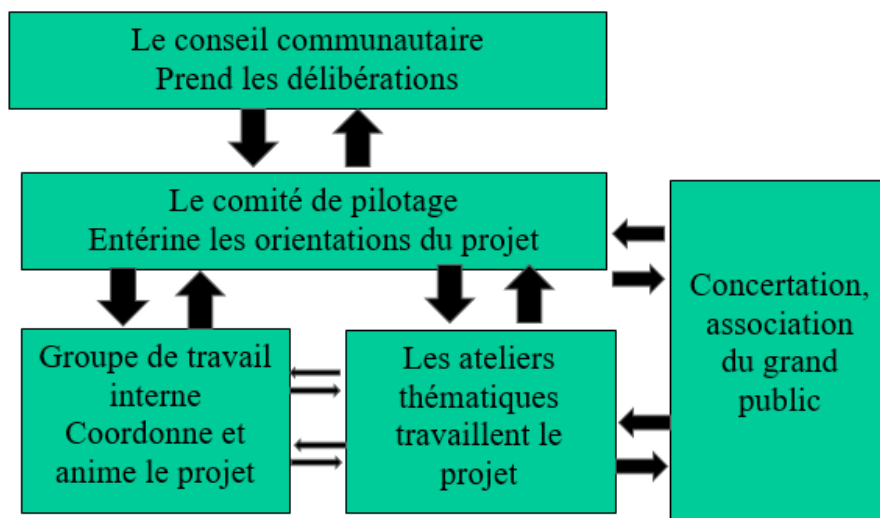 Le conseil communautaire
Prend les délibérations
Le comité de pilotage
Entérine les orientations du projet
Groupe de travail
interne
Coordonne et
anime le projet
Les ateliers
thématiques
travaillent le
projet
Concertation,
association
du grand
public